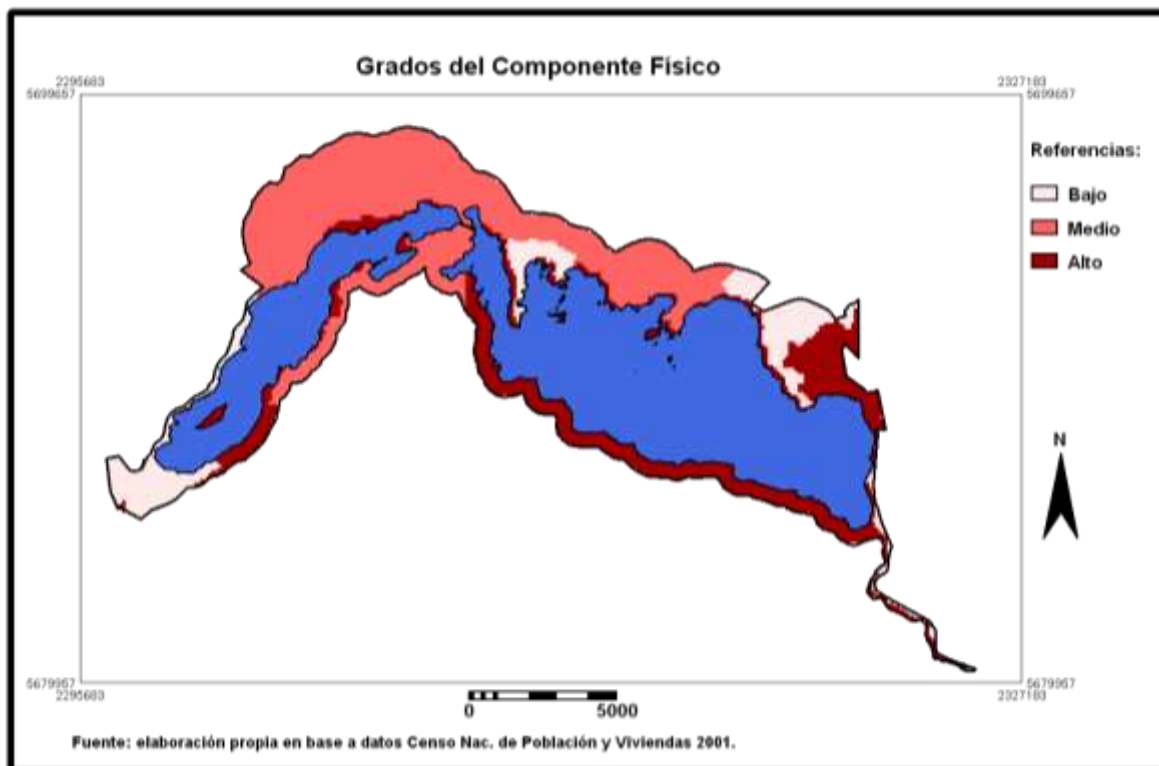 Grados del Componente Físico
2295683
2327183
5699657
5699657
Referencias:
Bajo
Medio
Alto
N
5679957
5679957
2295683
2327183
0
5000
Fuente: elaboración propia en base a datos Censo Nac. de Población y Viviendas 2001.